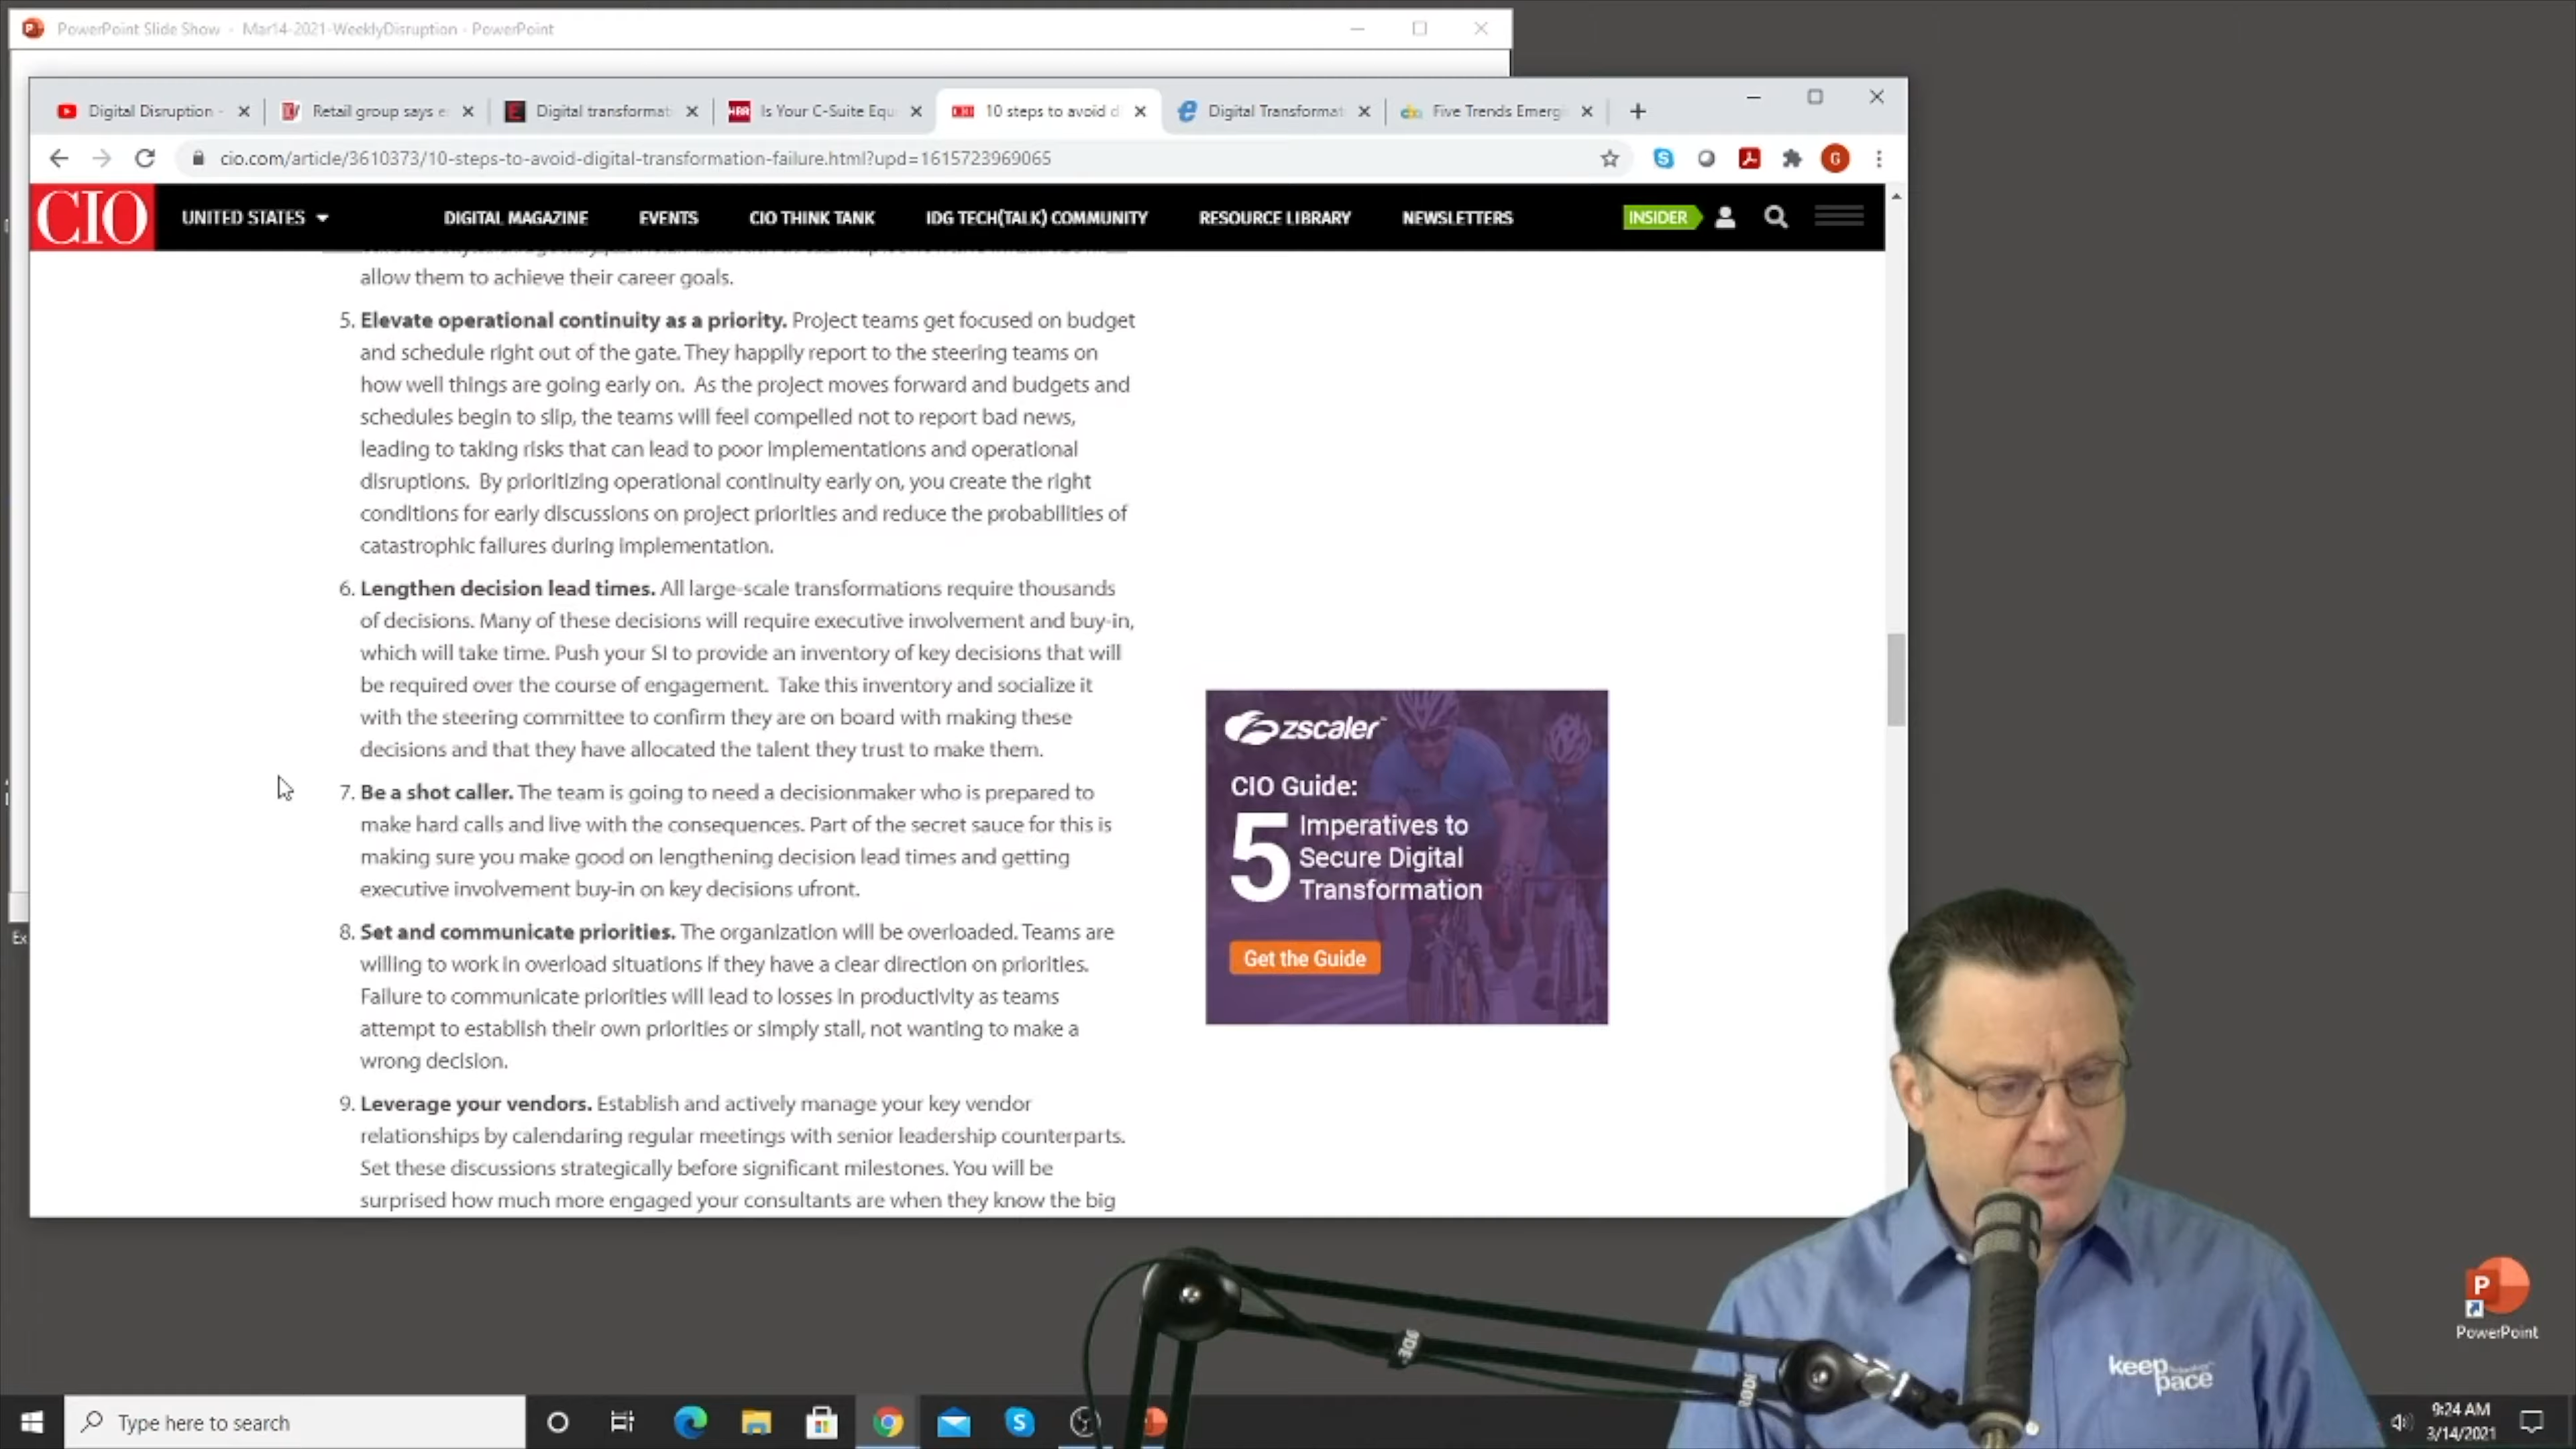 PowerPoint Slide Show - Mar14-2021-WeeklyDisruption - PowerPoint
Digital Disruption -
Retail group says e
Digital transformat
HBR
Is Your C-Suite Equ
CIO
10 steps to avoid d
Digital Transformat
Five Trends Emerg
cio.com/article/3610373/10-steps-to-avoid-digital-transformation-failure.html?upd=1615723969065
G
CIO
UNITED STATES
DIGITAL MAGAZINE
EVENTS
CIO THINK TANK
IDG TECH(TALK) COMMUNITY
RESOURCE LIBRARY
NEWSLETTERS
INSIDER
allow them to achieve their career goals.
5. Elevate operational continuity as a priority. Project teams get focused on budget
and schedule right out of the gate. They happily report to the steering teams on
how well things are going early on. As the project moves forward and budgets and
schedules begin to slip, the teams will feel compelled not to report bad news,
leading to taking risks that can lead to poor implementations and operational
disruptions. By prioritizing operational continuity early on, you create the right
conditions for early discussions on project priorities and reduce the probabilities of
catastrophic failures during implementation.
6. Lengthen decision lead times. All large-scale transformations require thousands
of decisions. Many of these decisions will require executive involvement and buy-in,
which will take time. Push your SI to provide an inventory of key decisions that will
be required over the course of engagement. Take this inventory and socialize it
with the steering committee to confirm they are on board with making these
decisions and that they have allocated the talent they trust to make them.
7. Be a shot caller. The team is going to need a decisionmaker who is prepared to
make hard calls and live with the consequences. Part of the secret sauce for this is
making sure you make good on lengthening decision lead times and getting
executive involvement buy-in on key decisions ufront.
8. Set and communicate priorities. The organization will be overloaded. Teams are
willing to work in overload situations if they have a clear direction on priorities.
Failure to communicate priorities will lead to losses in productivity as teams
attempt to establish their own priorities or simply stall, not wanting to make a
wrong decision.
9. Leverage your vendors. Establish and actively manage your key vendor
relationships by calendaring regular meetings with senior leadership counterparts.
Set these discussions strategically before significant milestones. You will be
surprised how much more engaged your consultants are when they know the big
zscaler
CIO Guide:
5 Imperatives to
Secure Digital
Transformation
Get the Guide
Ex
keep
pace
PowerPoint
Type here to search
9:24 AM
3/14/2021